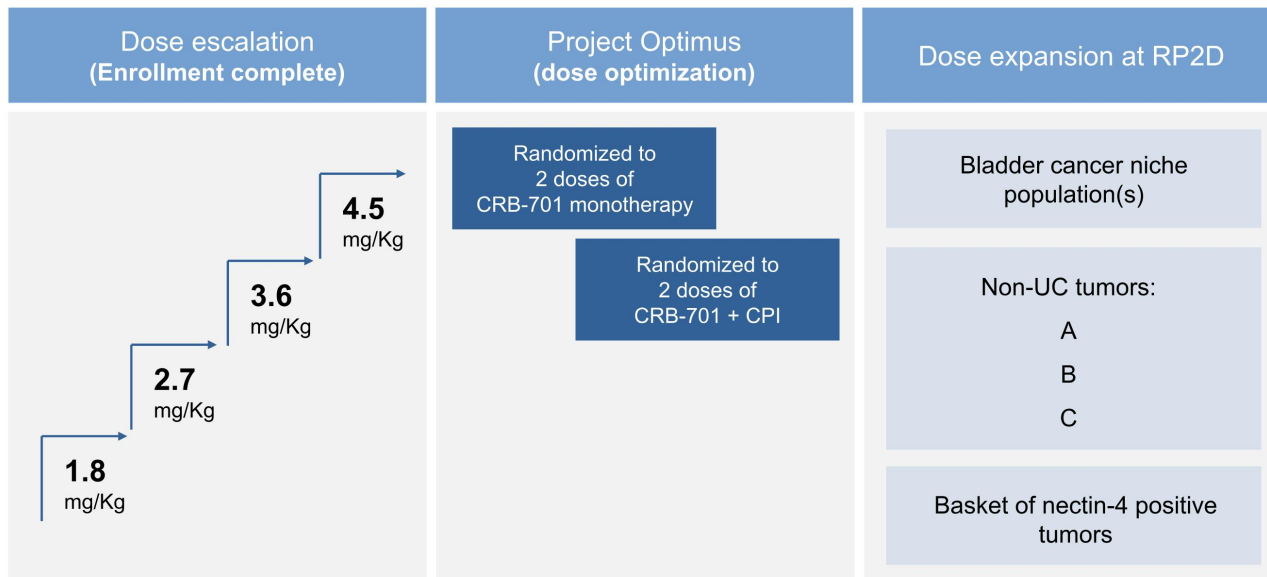 Dose escalation
(Enrollment complete)
4.5
mg/Kg
3.6
mg/Kg
2.7
mg/Kg
1.8
mg/Kg
Project Optimus
(dose optimization)
Randomized to
2 doses of
CRB-701 monotherapy
Randomized to
2 doses of
CRB-701 + CPI
Dose expansion at RP2D
Bladder cancer niche
population(s)
Non-UC tumors:
A
B
C
Basket of nectin-4 positive
tumors